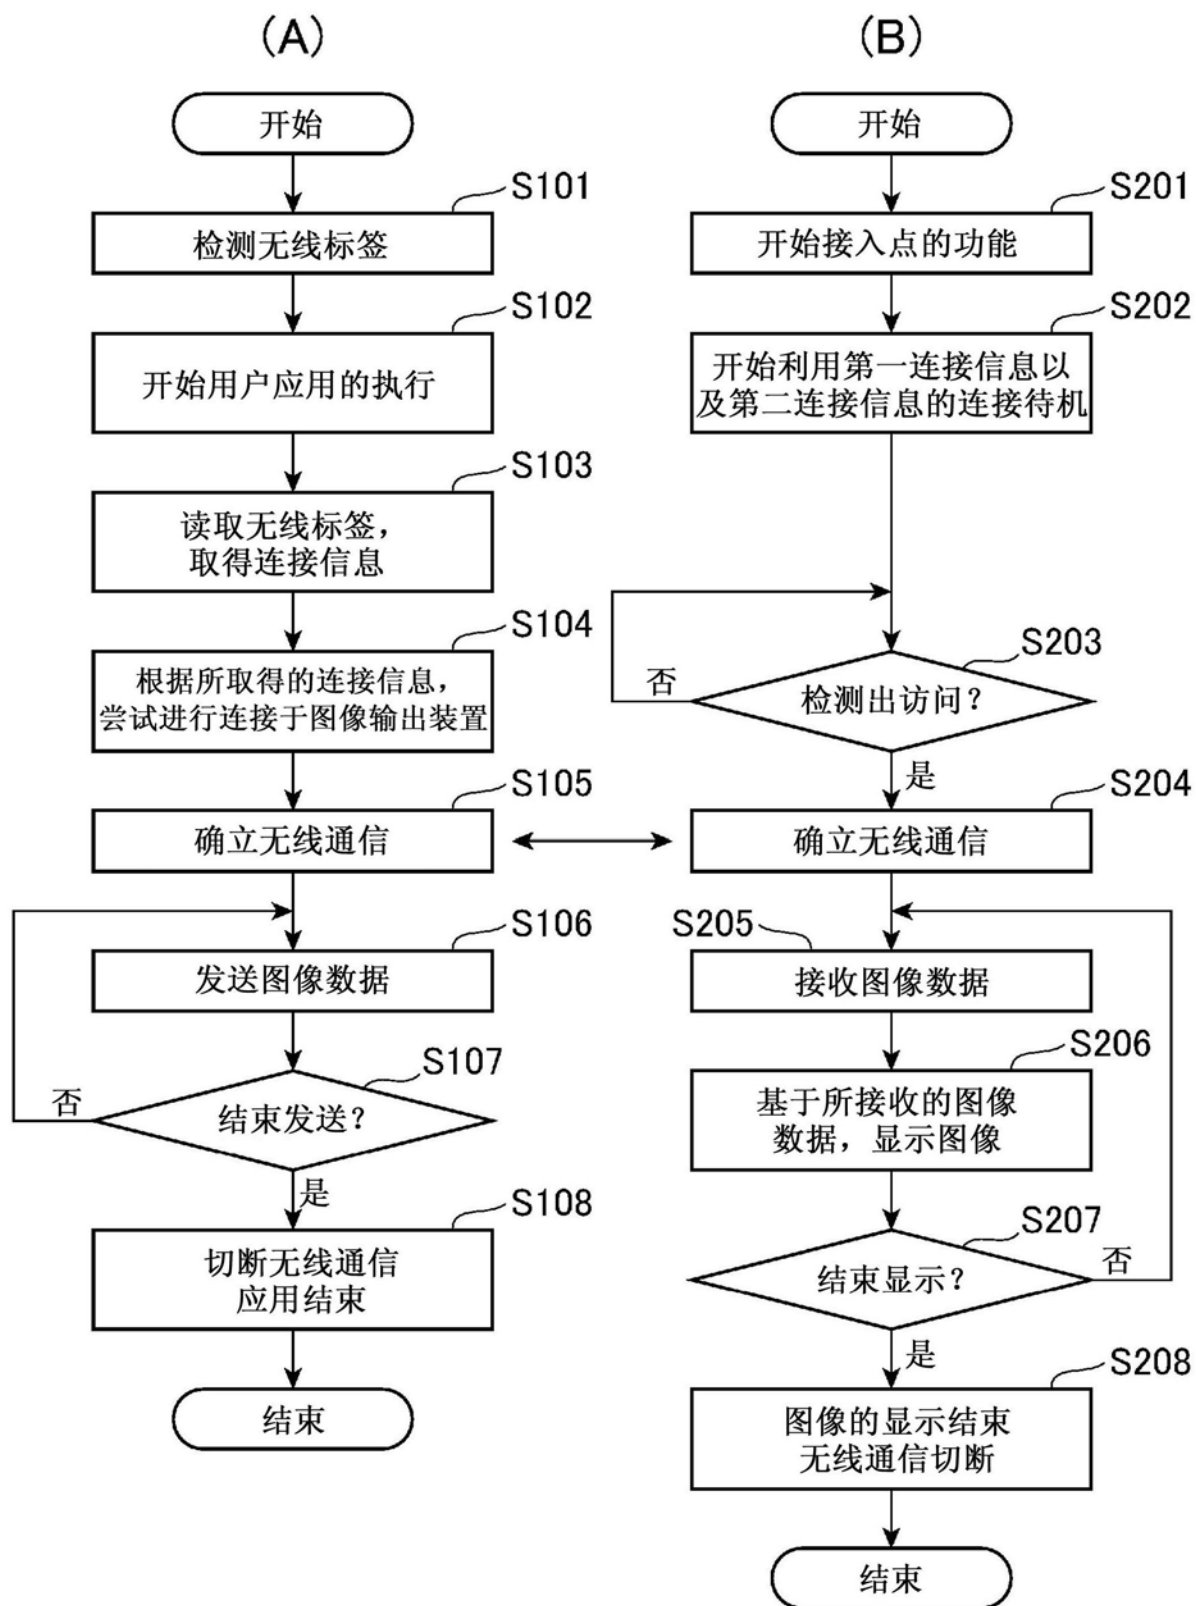 (A)
开始
S101
检测无线标签
S102
开始用户应用的执行
S103
读取无线标签，
取得连接信息
S104
根据所取得的连接信息，
尝试进行连接于图像输出装置
S105
确立无线通信
S106
发送图像数据
S107
否
结束发送？
是
S108
切断无线通信
应用结束
结束
(B)
开始
S201
开始接入点的功能
S202
开始利用第一连接信息以
及第二连接信息的连接待机
S203
否
检测出访问？
是
S204
确立无线通信
S205
接收图像数据
S206
基于所接收的图像
数据，显示图像
S207
结束显示？
否
是
S208
图像的显示结束
无线通信切断
结束